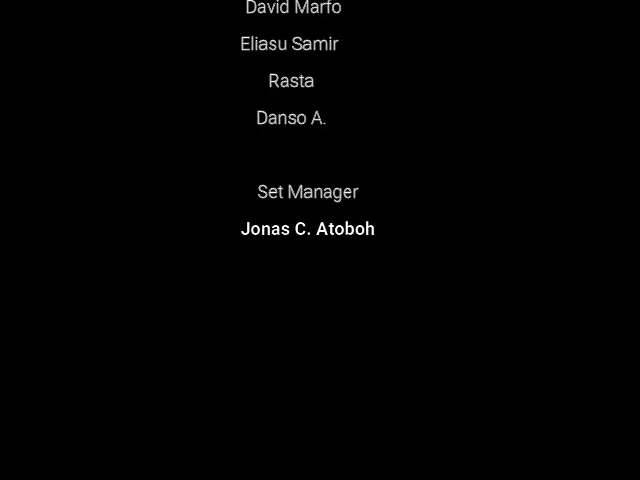 David Marfo
Eliasu Samir
Rasta
Danso A.
Set Manager
Jonas C. Atoboh